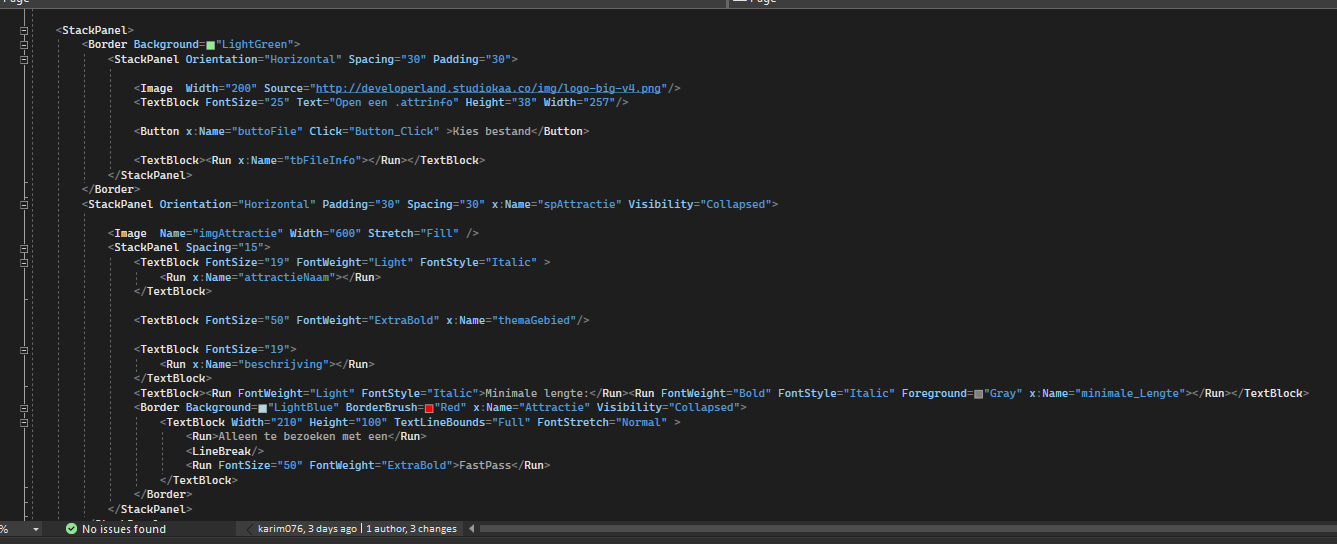 Page
Page
<StackPanel>
<Border Background="LightGreen">
<StackPanel Orientation="Horizontal" Spacing="30" Padding="30">
<Image  Width="200" Source="http://developerland.studiokaa.co/img/logo-big-v4.png"/>
<TextBlock FontSize="25" Text="Open een .attrinfo" Height="38" Width="257"/>
<Button x:Name="buttoFile" Click="Button_Click" >Kies bestand</Button>
<TextBlock><Run x:Name="tbFileInfo"></Run></TextBlock>
</StackPanel>
</Border>
<StackPanel Orientation="Horizontal" Padding="30" Spacing="30" x:Name="spAttractie" Visibility="Collapsed">
<Image  Name="imgAttractie" Width="600" Stretch="Fill" />
<StackPanel Spacing="15">
<TextBlock FontSize="19" FontWeight="Light" FontStyle="Italic" >
<Run x:Name="attractieNaam"></Run>
</TextBlock>
<TextBlock FontSize="50" FontWeight="ExtraBold" x:Name="themaGebied"/>
<TextBlock FontSize="19">
<Run x:Name="beschrijving"></Run>
</TextBlock>
<TextBlock><Run FontWeight="Light" FontStyle="Italic">Minimale lengte:</Run><Run FontWeight="Bold" FontStyle="Italic" Foreground="Gray" x:Name="minimale_Lengte"></Run></TextBlock>
<Border Background="LightBlue" BorderBrush="Red" x:Name="Attractie" Visibility="Collapsed">
<TextBlock Width="210" Height="100" TextLineBounds="Full" FontStretch="Normal" >
<Run>Alleen te bezoeken met een</Run>
<LineBreak/>
<Run FontSize="50" FontWeight="ExtraBold">FastPass</Run>
</TextBlock>
</Border>
</StackPanel>
% No issues found karim076, 3 days ago | 1 author, 3 changes